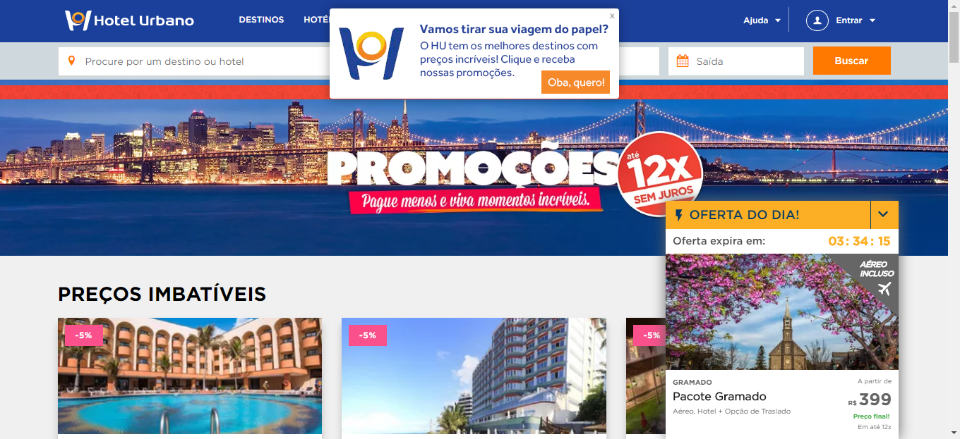 Hotel Urbano
DESTINOS
Ajuda
Entrar
x
Vamos tirar sua viagem do papel?
O HU tem os melhores destinos com
preços incríveis! Clique e receba
nossas promoções.
Oba, quero!
Procure por um destino ou hotel
Saída
Buscar
PROMOÇÕES
Pague menos e viva momentos incríveis.
até
12x
SEM JUROS
OFERTA DO DIA!
Oferta expira em:
03: 34: 15
AÉREO
INCLUSO
GRAMADO
Pacote Gramado
Aéreo, Hotel + Opção de Traslado
A partir de
R$ 399
Preço final!
Em até 12x
PREÇOS IMBATÍVEIS
-5%
-5%
-5%